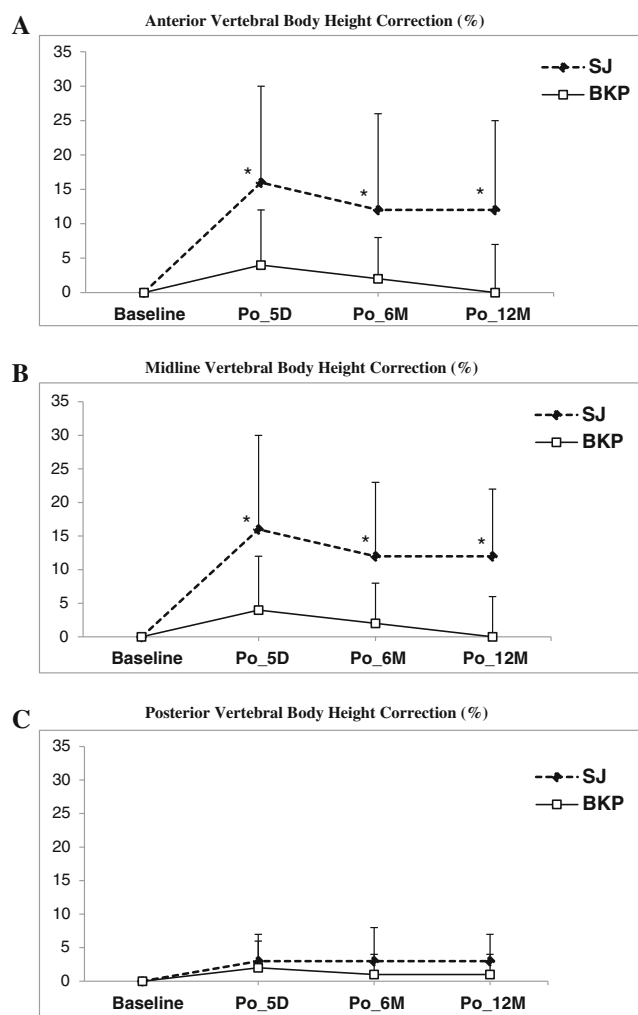 A
Anterior Vertebral Body Height Correction (%)
35
30
25
20
15
10
5
0
* * *
SJ
BKP
Baseline Po_5D Po_6M Po_12M
B
Midline Vertebral Body Height Correction (%)
35
30
25
20
15
10
5
0
* * *
SJ
BKP
Baseline Po_5D Po_6M Po_12M
C
Posterior Vertebral Body Height Correction (%)
35
30
25
20
15
10
5
0
SJ
BKP
Baseline Po_5D Po_6M Po_12M